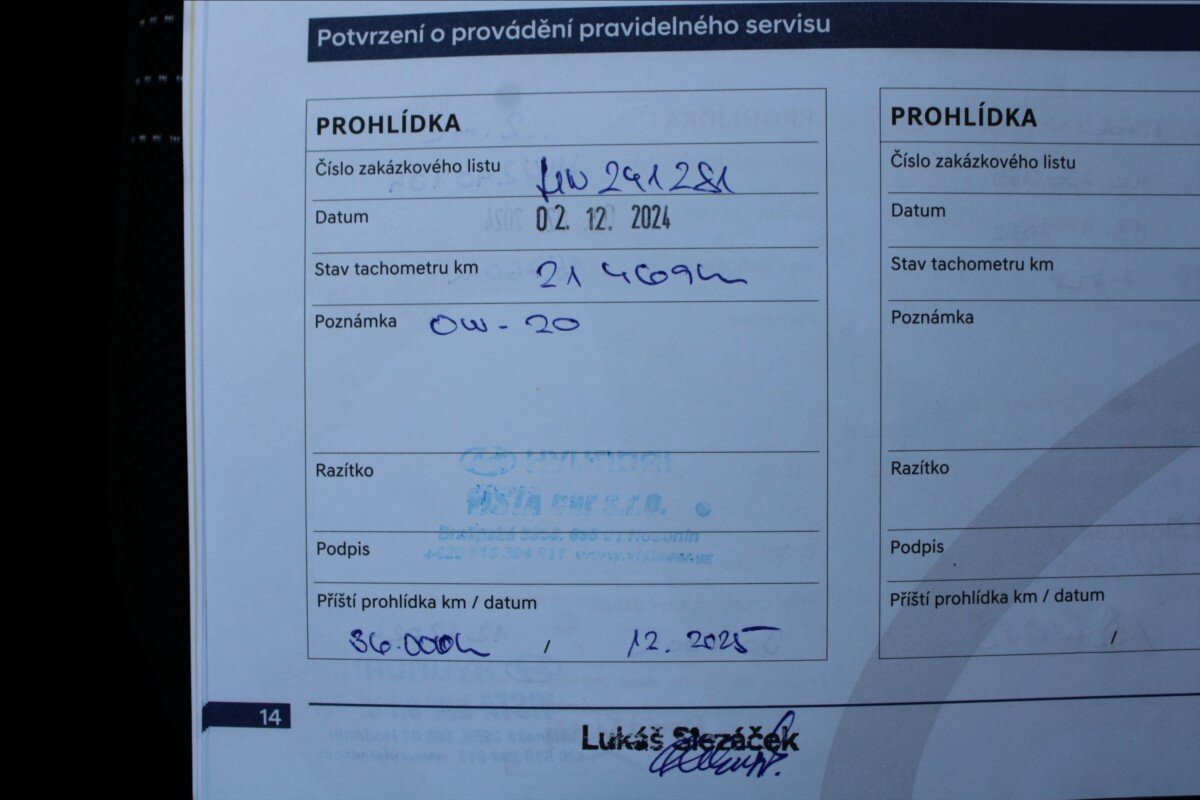 Potvrzení o provádění pravidelného servisu
PROHLÍDKA
Číslo zakázkového listu
241281
Datum 02. 12. 2024
Stav tachometru km 21 469km
Poznámka 0W-20
Razítko
HYUNDAI
VISTA car s.r.o.
Podpis
Příští prohlídka km / datum
36.000km / 12. 2025
PROHLÍDKA
Číslo zakázkového listu
Datum
Stav tachometru km
Poznámka
Razítko
Podpis
Příští prohlídka km / datum
/
14
Lukáš Slezáček